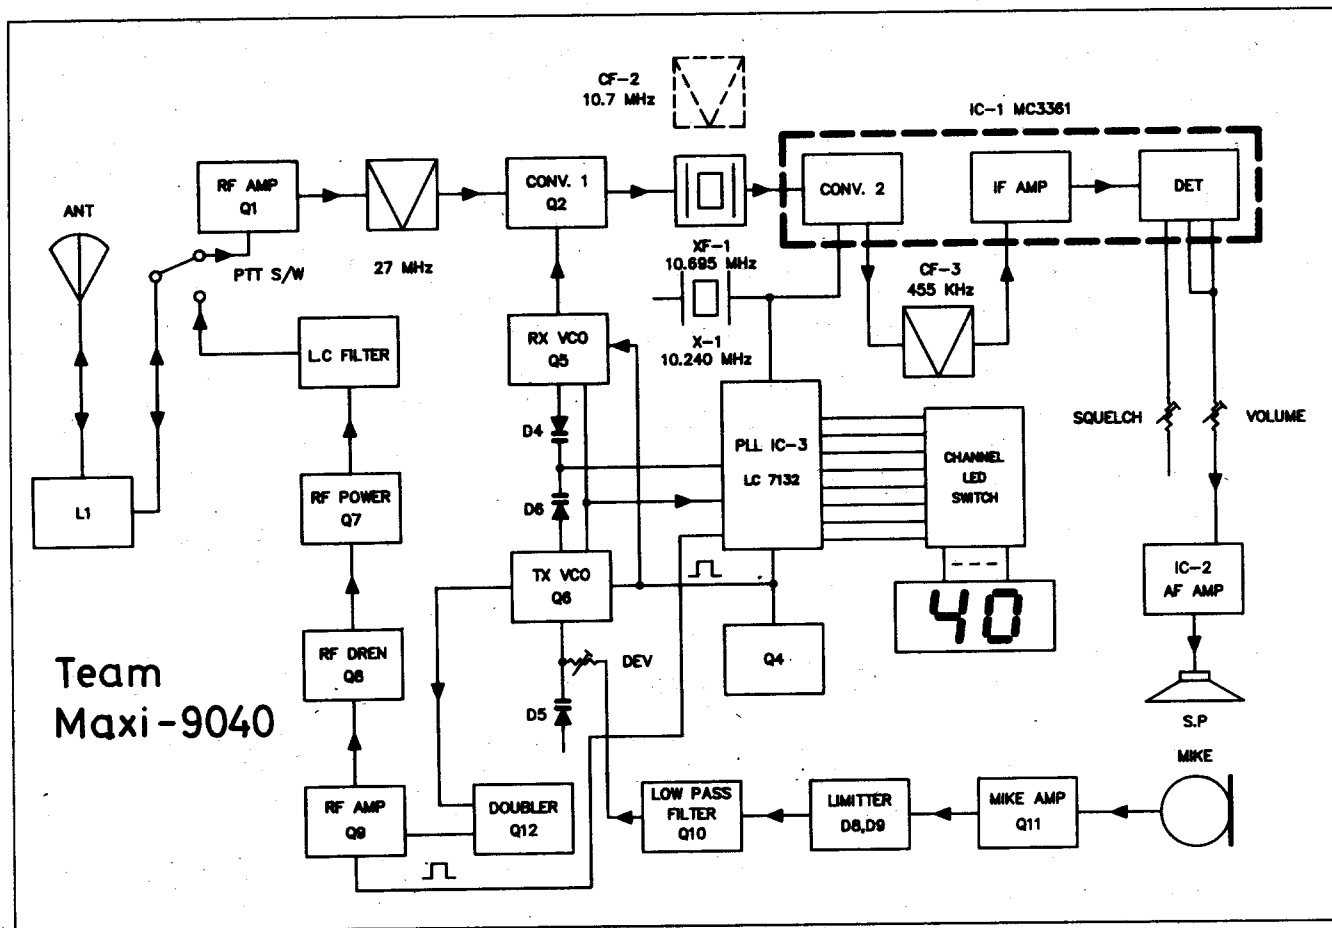 CF-2
10.7 MHz
IC-1 MC3361
RF AMP
Q1
CONV. 1
Q2
CONV. 2
IF AMP
DET
ANT
PTT S/W
27 MHz
XF-1
10.695 MHz
CF-3
455 KHz
X-1
10.240 MHz
L.C FILTER
RX VCO
Q5
D4
D6
PLL IC-3
LC 7132
CHANNEL
LED
SWITCH
SQUELCH
VOLUME
L1
RF POWER
Q7
TX VCO
Q6
IC-2
AF AMP
40
RF DREN
Q8
DEV
Q4
D5
S.P
Team
Maxi-9040
MIKE
RF AMP
Q9
DOUBLER
Q12
LOW PASS
FILTER
Q10
LIMITTER
D8,D9
MIKE AMP
Q11